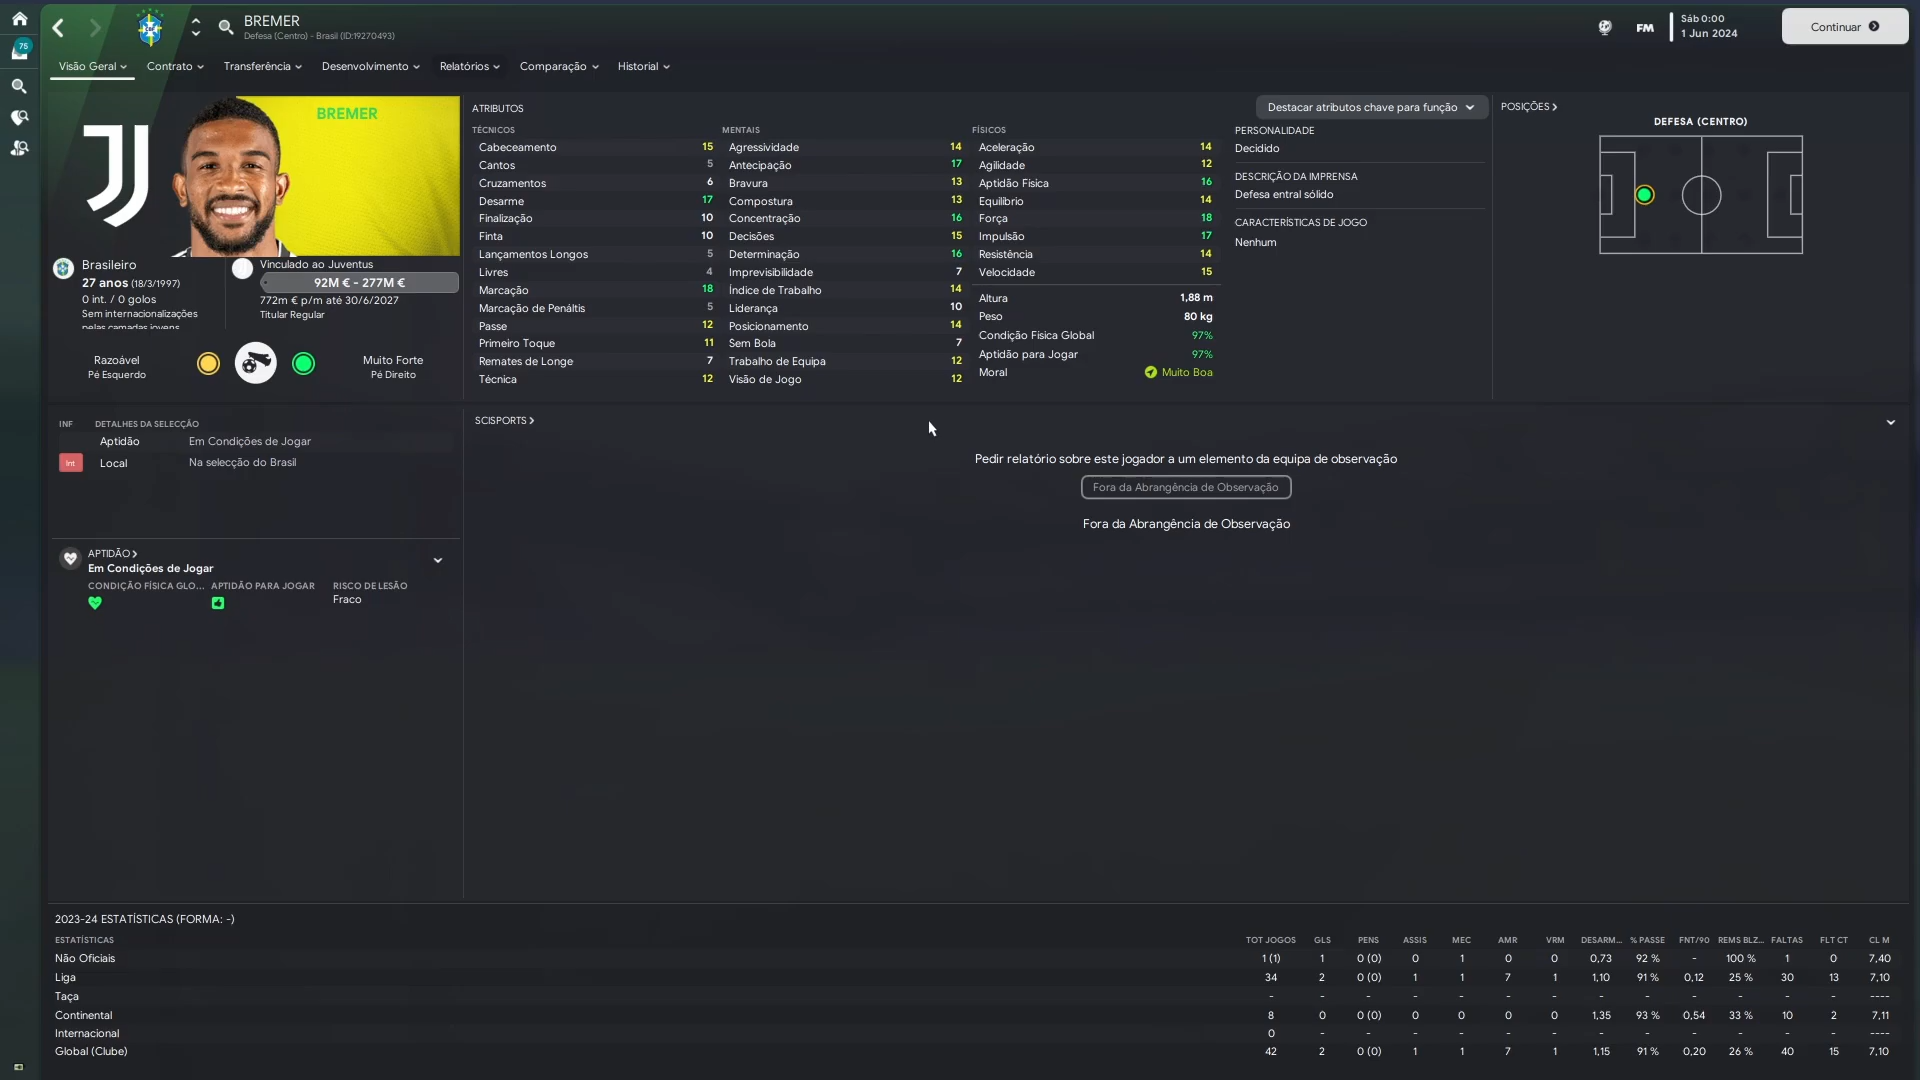 BREMER
Defesa (Centro) - Brasil (ID:19270493)
75
FM
Sáb 0:00
1 Jun 2024
Continuar
Visão Geral
Contrato
Transferência
Desenvolvimento
Relatórios
Comparação
Historial
BREMER
Brasileiro
27 anos (18/3/1997)
0 int. / 0 golos
Sem internacionalizações
pelas camadas jovens
Vinculado ao Juventus
92M € - 277M €
772m € p/m até 30/6/2027
Titular Regular
Razoável
Pé Esquerdo
Muito Forte
Pé Direito
ATRIBUTOS
Destacar atributos chave para função
TÉCNICOS
Cabeceamento 15
Cantos 5
Cruzamentos 6
Desarme 17
Finalização 10
Finta 10
Lançamentos Longos 5
Livres 4
Marcação 18
Marcação de Penáltis 5
Passe 12
Primeiro Toque 11
Remates de Longe 7
Técnica 12
MENTAIS
Agressividade 14
Antecipação 17
Bravura 13
Compostura 13
Concentração 16
Decisões 15
Determinação 16
Imprevisibilidade 7
Índice de Trabalho 14
Liderança 10
Posicionamento 14
Sem Bola 7
Trabalho de Equipa 12
Visão de Jogo 12
FÍSICOS
Aceleração 14
Agilidade 12
Aptidão Física 16
Equilíbrio 14
Força 18
Impulsão 17
Resistência 14
Velocidade 15
Altura 1,88 m
Peso 80 kg
Condição Física Global 97%
Aptidão para Jogar 97%
Moral Muito Boa
PERSONALIDADE
Decidido
DESCRIÇÃO DA IMPRENSA
Defesa entral sólido
CARACTERÍSTICAS DE JOGO
Nenhum
POSIÇÕES
DEFESA (CENTRO)
INF DETALHES DA SELECÇÃO
Aptidão Em Condições de Jogar
Int Local Na selecção do Brasil
APTIDÃO
Em Condições de Jogar
CONDIÇÃO FÍSICA GLO... APTIDÃO PARA JOGAR RISCO DE LESÃO
Fraco
SCISPORTS
Pedir relatório sobre este jogador a um elemento da equipa de observação
Fora da Abrangência de Observação
Fora da Abrangência de Observação
2023-24 ESTATÍSTICAS (FORMA: -)
ESTATÍSTICAS TOT JOGOS GLS PENS ASSIS MEC AMR VRM DESARM... % PASSE FNT/90 REMS BLZ... FALTAS FLT CT CL M
Não Oficiais 1 (1) 1 0 (0) 0 1 0 0 0,73 92 % - 100 % 1 0 7,40
Liga 34 2 0 (0) 1 1 7 1 1,10 91 % 0,12 25 % 30 13 7,10
Taça - - - - - - - - - - - - - ----
Continental 8 0 0 (0) 0 0 0 0 1,35 93 % 0,54 33 % 10 2 7,11
Internacional 0 - - - - - - - - - - - - ----
Global (Clube) 42 2 0 (0) 1 1 7 1 1,15 91 % 0,20 26 % 40 15 7,10